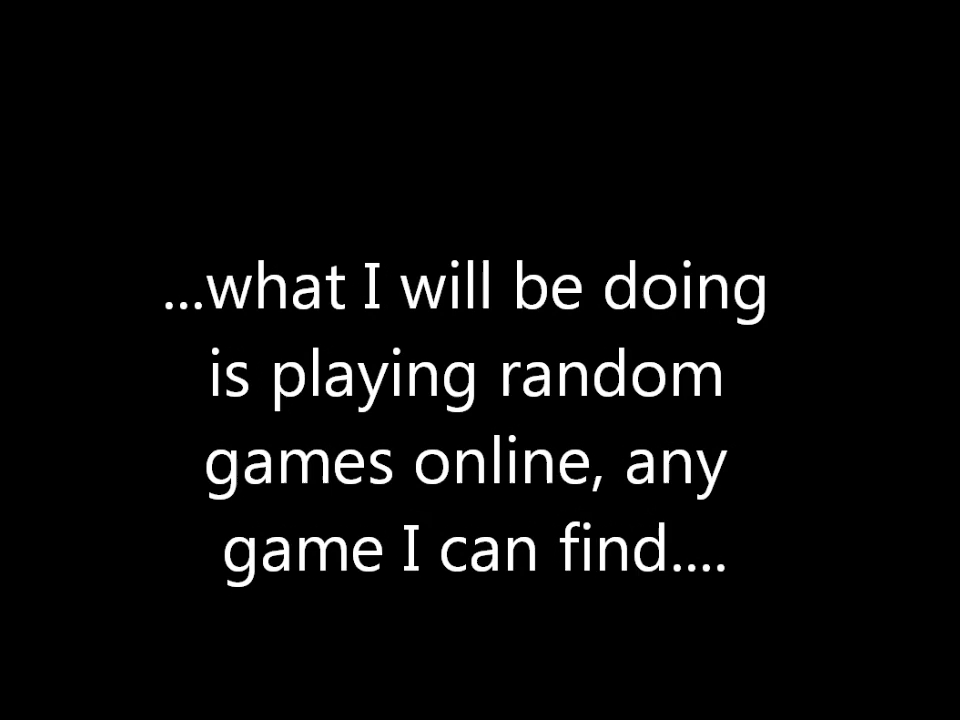 ...what I will be doing
is playing random
games online, any
game I can find....